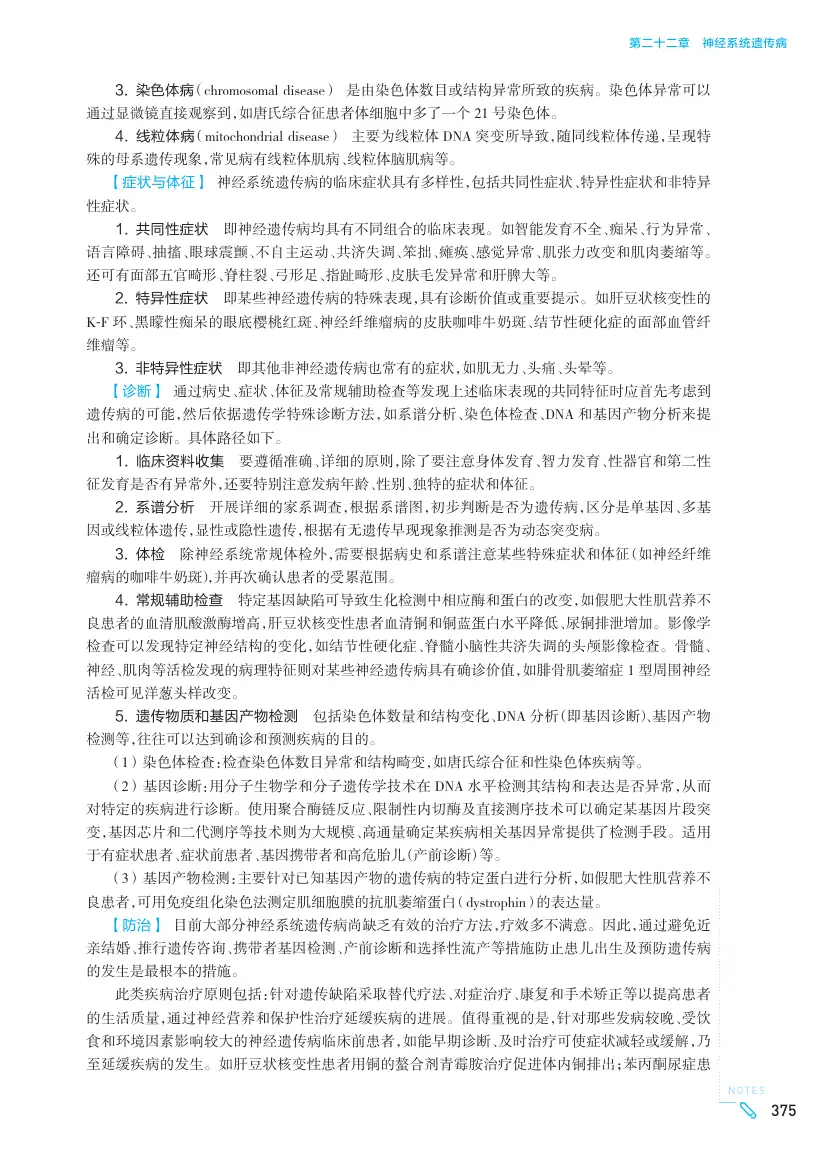 第二十二章　神经系统遗传病
3. 染色体病（chromosomal disease）　是由染色体数目或结构异常所致的疾病。染色体异常可以
通过显微镜直接观察到，如唐氏综合征患者体细胞中多了一个 21 号染色体。
4. 线粒体病（mitochondrial disease）　主要为线粒体 DNA 突变所导致，随同线粒体传递，呈现特
殊的母系遗传现象，常见病有线粒体肌病、线粒体脑肌病等。
【症状与体征】　神经系统遗传病的临床症状具有多样性，包括共同性症状、特异性症状和非特异
性症状。
1. 共同性症状　即神经遗传病均具有不同组合的临床表现。如智能发育不全、痴呆、行为异常、
语言障碍、抽搐、眼球震颤、不自主运动、共济失调、笨拙、瘫痪、感觉异常、肌张力改变和肌肉萎缩等。
还可有面部五官畸形、脊柱裂、弓形足、指趾畸形、皮肤毛发异常和肝脾大等。
2. 特异性症状　即某些神经遗传病的特殊表现，具有诊断价值或重要提示。如肝豆状核变性的
K-F 环、黑矇性痴呆的眼底樱桃红斑、神经纤维瘤病的皮肤咖啡牛奶斑、结节性硬化症的面部血管纤
维瘤等。
3. 非特异性症状　即其他非神经遗传病也常有的症状，如肌无力、头痛、头晕等。
【诊断】　通过病史、症状、体征及常规辅助检查等发现上述临床表现的共同特征时应首先考虑到
遗传病的可能，然后依据遗传学特殊诊断方法，如系谱分析、染色体检查、DNA 和基因产物分析来提
出和确定诊断。具体路径如下。
1. 临床资料收集　要遵循准确、详细的原则，除了要注意身体发育、智力发育、性器官和第二性
征发育是否有异常外，还要特别注意发病年龄、性别、独特的症状和体征。
2. 系谱分析　开展详细的家系调查，根据系谱图，初步判断是否为遗传病，区分是单基因、多基
因或线粒体遗传，显性或隐性遗传，根据有无遗传早现现象推测是否为动态突变病。
3. 体检　除神经系统常规体检外，需要根据病史和系谱注意某些特殊症状和体征（如神经纤维
瘤病的咖啡牛奶斑），并再次确认患者的受累范围。
4. 常规辅助检查　特定基因缺陷可导致生化检测中相应酶和蛋白的改变，如假肥大性肌营养不
良患者的血清肌酸激酶增高，肝豆状核变性患者血清铜和铜蓝蛋白水平降低、尿铜排泄增加。影像学
检查可以发现特定神经结构的变化，如结节性硬化症、脊髓小脑性共济失调的头颅影像检查。骨髓、
神经、肌肉等活检发现的病理特征则对某些神经遗传病具有确诊价值，如腓骨肌萎缩症 1 型周围神经
活检可见洋葱头样改变。
5. 遗传物质和基因产物检测　包括染色体数量和结构变化、DNA 分析（即基因诊断）、基因产物
检测等，往往可以达到确诊和预测疾病的目的。
（1）染色体检查：检查染色体数目异常和结构畸变，如唐氏综合征和性染色体疾病等。
（2）基因诊断：用分子生物学和分子遗传学技术在 DNA 水平检测其结构和表达是否异常，从而
对特定的疾病进行诊断。使用聚合酶链反应、限制性内切酶及直接测序技术可以确定某基因片段突
变，基因芯片和二代测序等技术则为大规模、高通量确定某疾病相关基因异常提供了检测手段。适用
于有症状患者、症状前患者、基因携带者和高危胎儿（产前诊断）等。
（3）基因产物检测：主要针对已知基因产物的遗传病的特定蛋白进行分析，如假肥大性肌营养不
良患者，可用免疫组化染色法测定肌细胞膜的抗肌萎缩蛋白（dystrophin）的表达量。
【防治】　目前大部分神经系统遗传病尚缺乏有效的治疗方法，疗效多不满意。因此，通过避免近
亲结婚、推行遗传咨询、携带者基因检测、产前诊断和选择性流产等措施防止患儿出生及预防遗传病
的发生是最根本的措施。
此类疾病治疗原则包括：针对遗传缺陷采取替代疗法、对症治疗、康复和手术矫正等以提高患者
的生活质量，通过神经营养和保护性治疗延缓疾病的进展。值得重视的是，针对那些发病较晚、受饮
食和环境因素影响较大的神经遗传病临床前患者，如能早期诊断、及时治疗可使症状减轻或缓解，乃
至延缓疾病的发生。如肝豆状核变性患者用铜的螯合剂青霉胺治疗促进体内铜排出；苯丙酮尿症患
NOTES
375